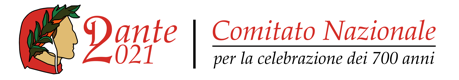 Dante
2021
Comitato Nazionale
per la celebrazione dei 700 anni